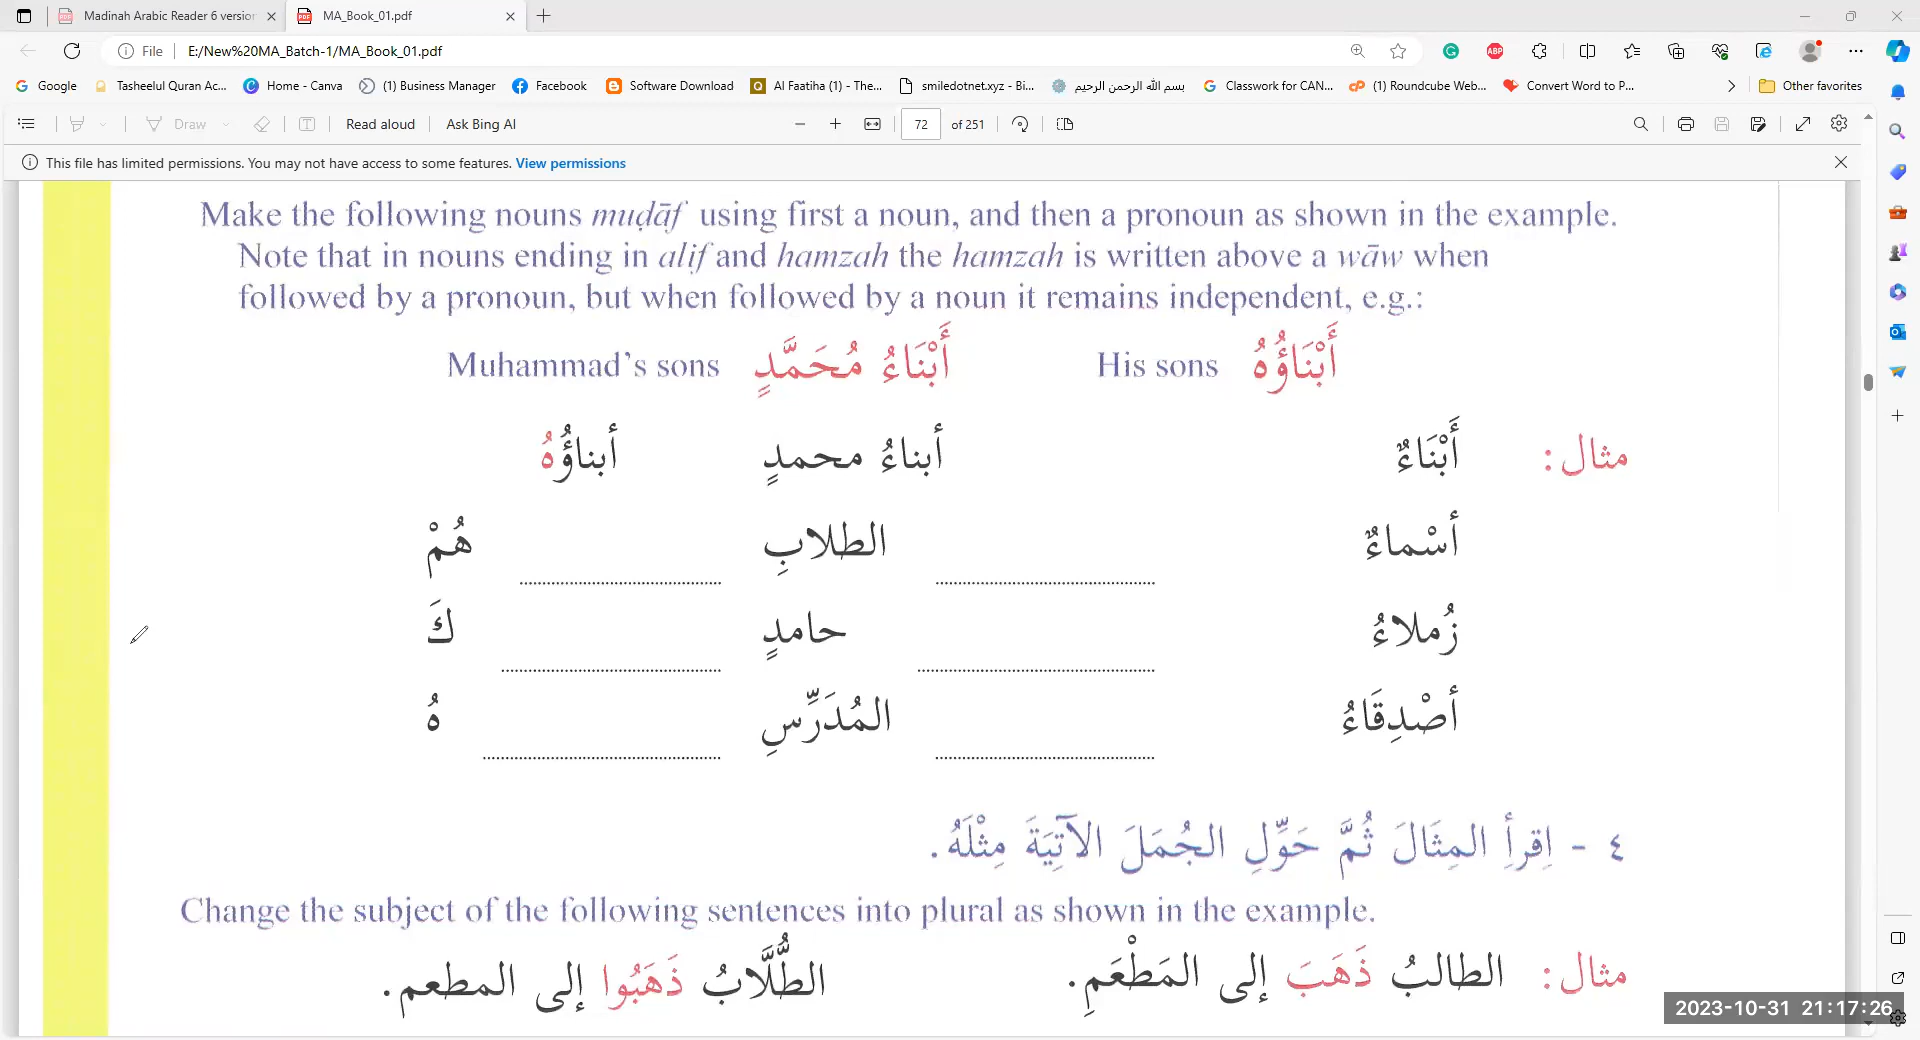 Madinah Arabic Reader 6 version
MA_Book_01.pdf
File E:/New%20MA_Batch-1/MA_Book_01.pdf
Google Tasheelul Quran Ac... Home - Canva (1) Business Manager Facebook Software Download Al Faatiha (1) - The... smiledotnet.xyz - Bi... بسم الله الرحمن الرحيم Classwork for CAN... (1) Roundcube Web... Convert Word to P... Other favorites
Draw Read aloud Ask Bing AI 72 of 251
This file has limited permissions. You may not have access to some features. View permissions
Make the following nouns muḍāf using first a noun, and then a pronoun as shown in the example.
Note that in nouns ending in alif and hamzah the hamzah is written above a wāw when
followed by a pronoun, but when followed by a noun it remains independent, e.g.:
Muhammad's sons أَبْنَاءُ مُحَمَّدٍ His sons أَبْنَاؤُهُ
مثال : أَبْنَاءٌ أبناءُ محمدٍ أبناؤُهُ
أسْماءٌ .......... الطلابِ .......... هُمْ
زُملاءُ .......... حامدٍ .......... كَ
أصْدِقَاءُ .......... المُدَرِّسِ .......... هُ
٤ - اِقرأِ المِثَالَ ثُمَّ حَوِّلِ الجُمَلَ الآتِيَةَ مِثْلَهُ .
Change the subject of the following sentences into plural as shown in the example.
مثال : الطالبُ ذَهَبَ إلى المَطْعَمِ . الطُّلَّابُ ذَهَبُوا إلى المطعم .
2023-10-31 21:17:26